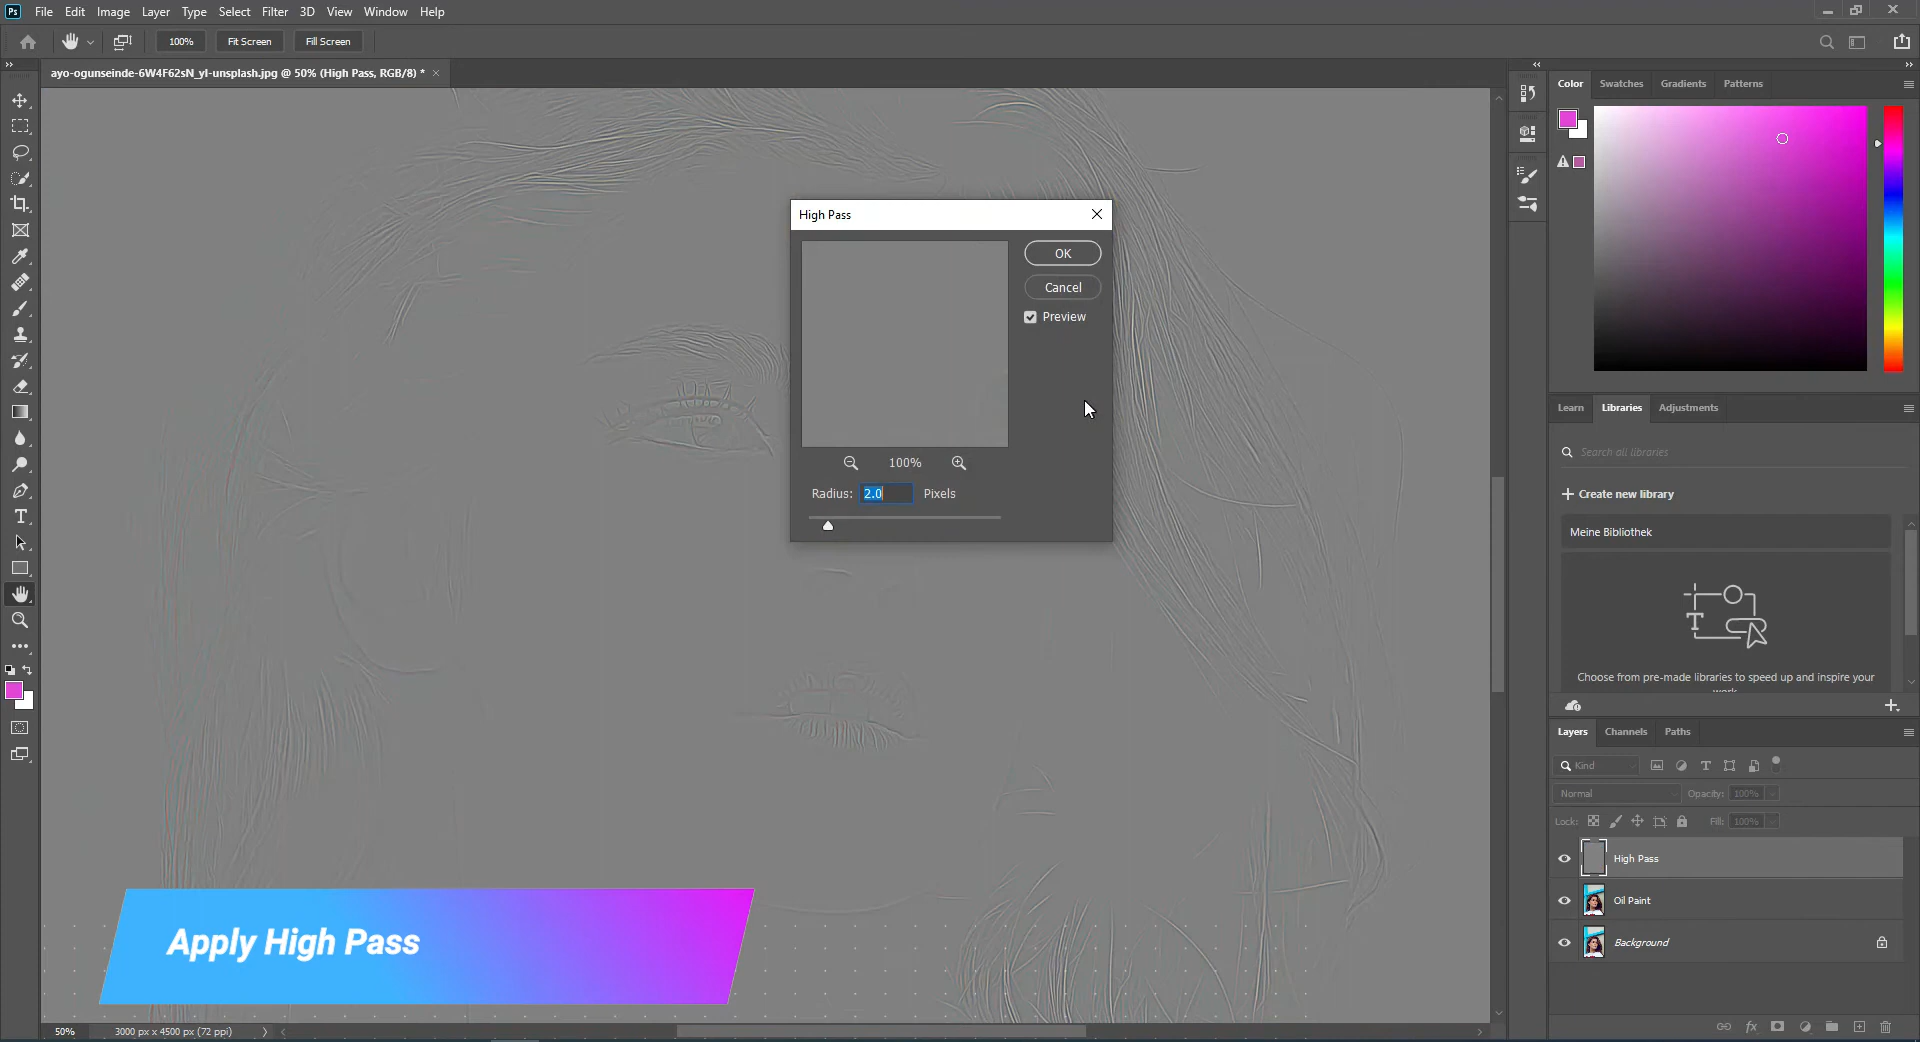 Ps File Edit Image Layer Type Select Filter 3D View Window Help
100% Fit Screen Fill Screen
ayo-ogunseinde-6W4F62sN_yI-unsplash.jpg @ 50% (High Pass, RGB/8) *
Color Swatches Gradients Patterns
High Pass
OK
Cancel
Preview
100%
Radius: 2.0 Pixels
Learn Libraries Adjustments
Search all libraries
Create new library
Meine Bibliothek
Choose from pre-made libraries to speed up and inspire your
Layers Channels Paths
Kind
Normal Opacity: 100%
Lock: Fill: 100%
High Pass
Oil Paint
Background
Apply High Pass
50% 3000 px x 4500 px (72 ppi)